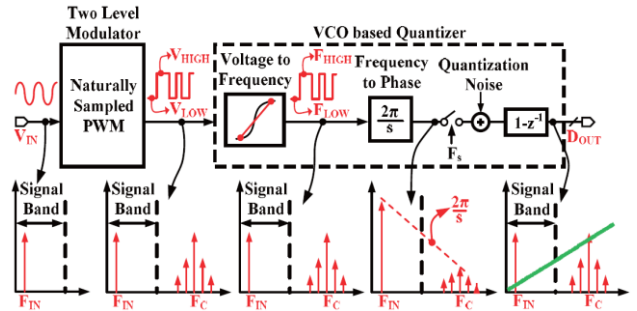 Two Level
Modulator
VCO based Quantizer
Naturally
Sampled
PWM
VIN
VHIGH
VLOW
Voltage to
Frequency
FHIGH
FLOW
Frequency
to Phase
2π
s
Quantization
Noise
Fs
1-z-1
DOUT
Signal
Band
FIN
Signal
Band
FIN
FC
Signal
Band
FIN
FC
2π
s
FIN
FC
Signal
Band
FIN
FC